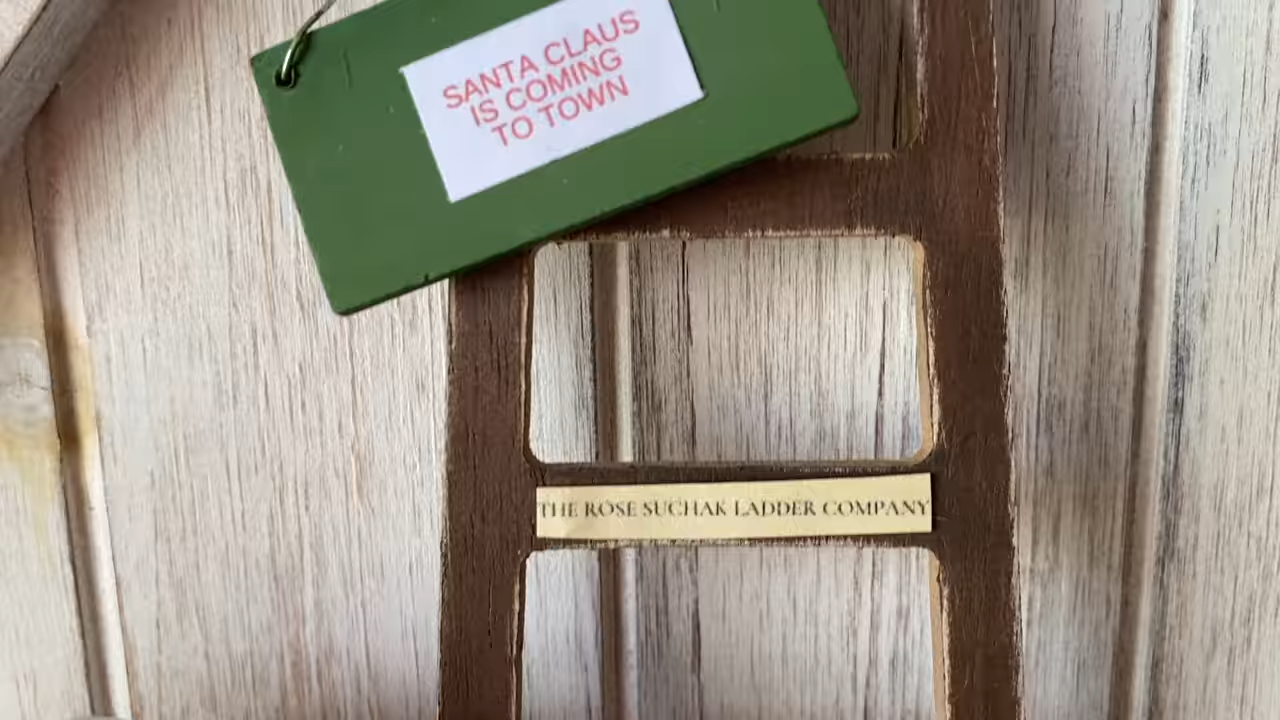 SANTA CLAUS
IS COMING
TO TOWN
THE ROSE SUCHAK LADDER COMPANY